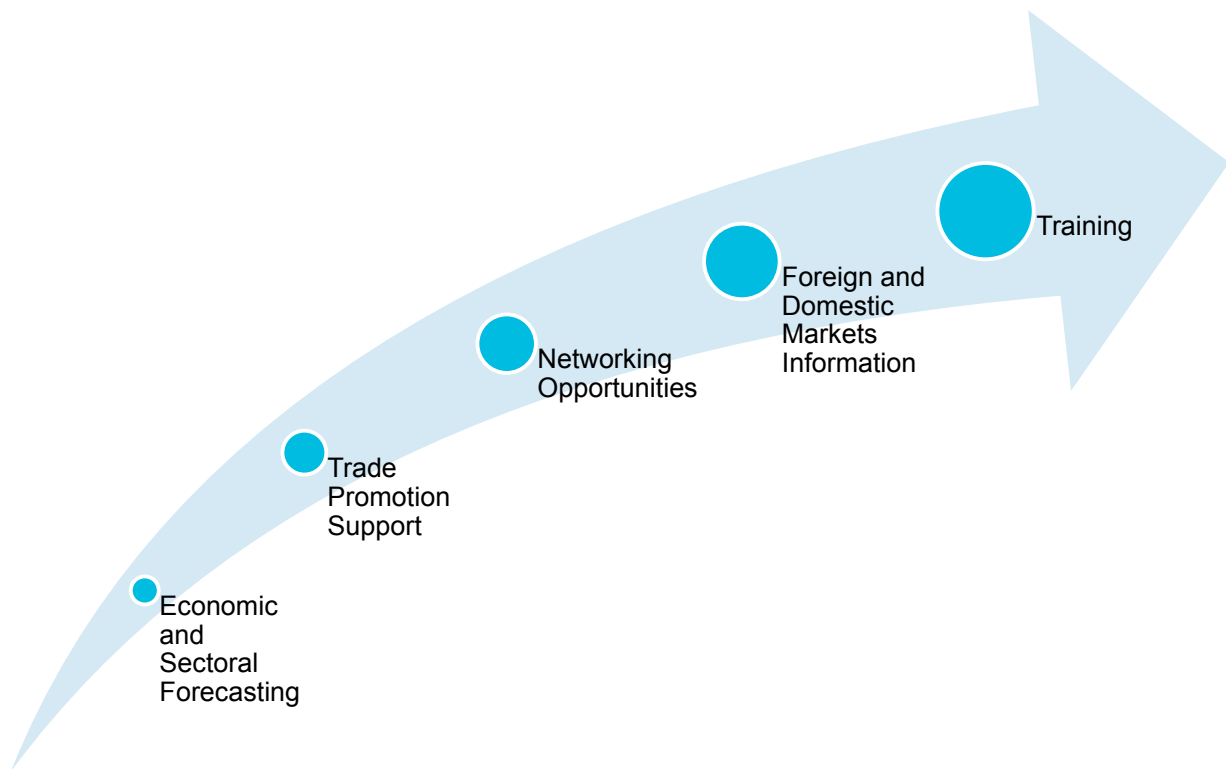 Training
Foreign and
Domestic
Markets
Information
Networking
Opportunities
Trade
Promotion
Support
Economic
and
Sectoral
Forecasting